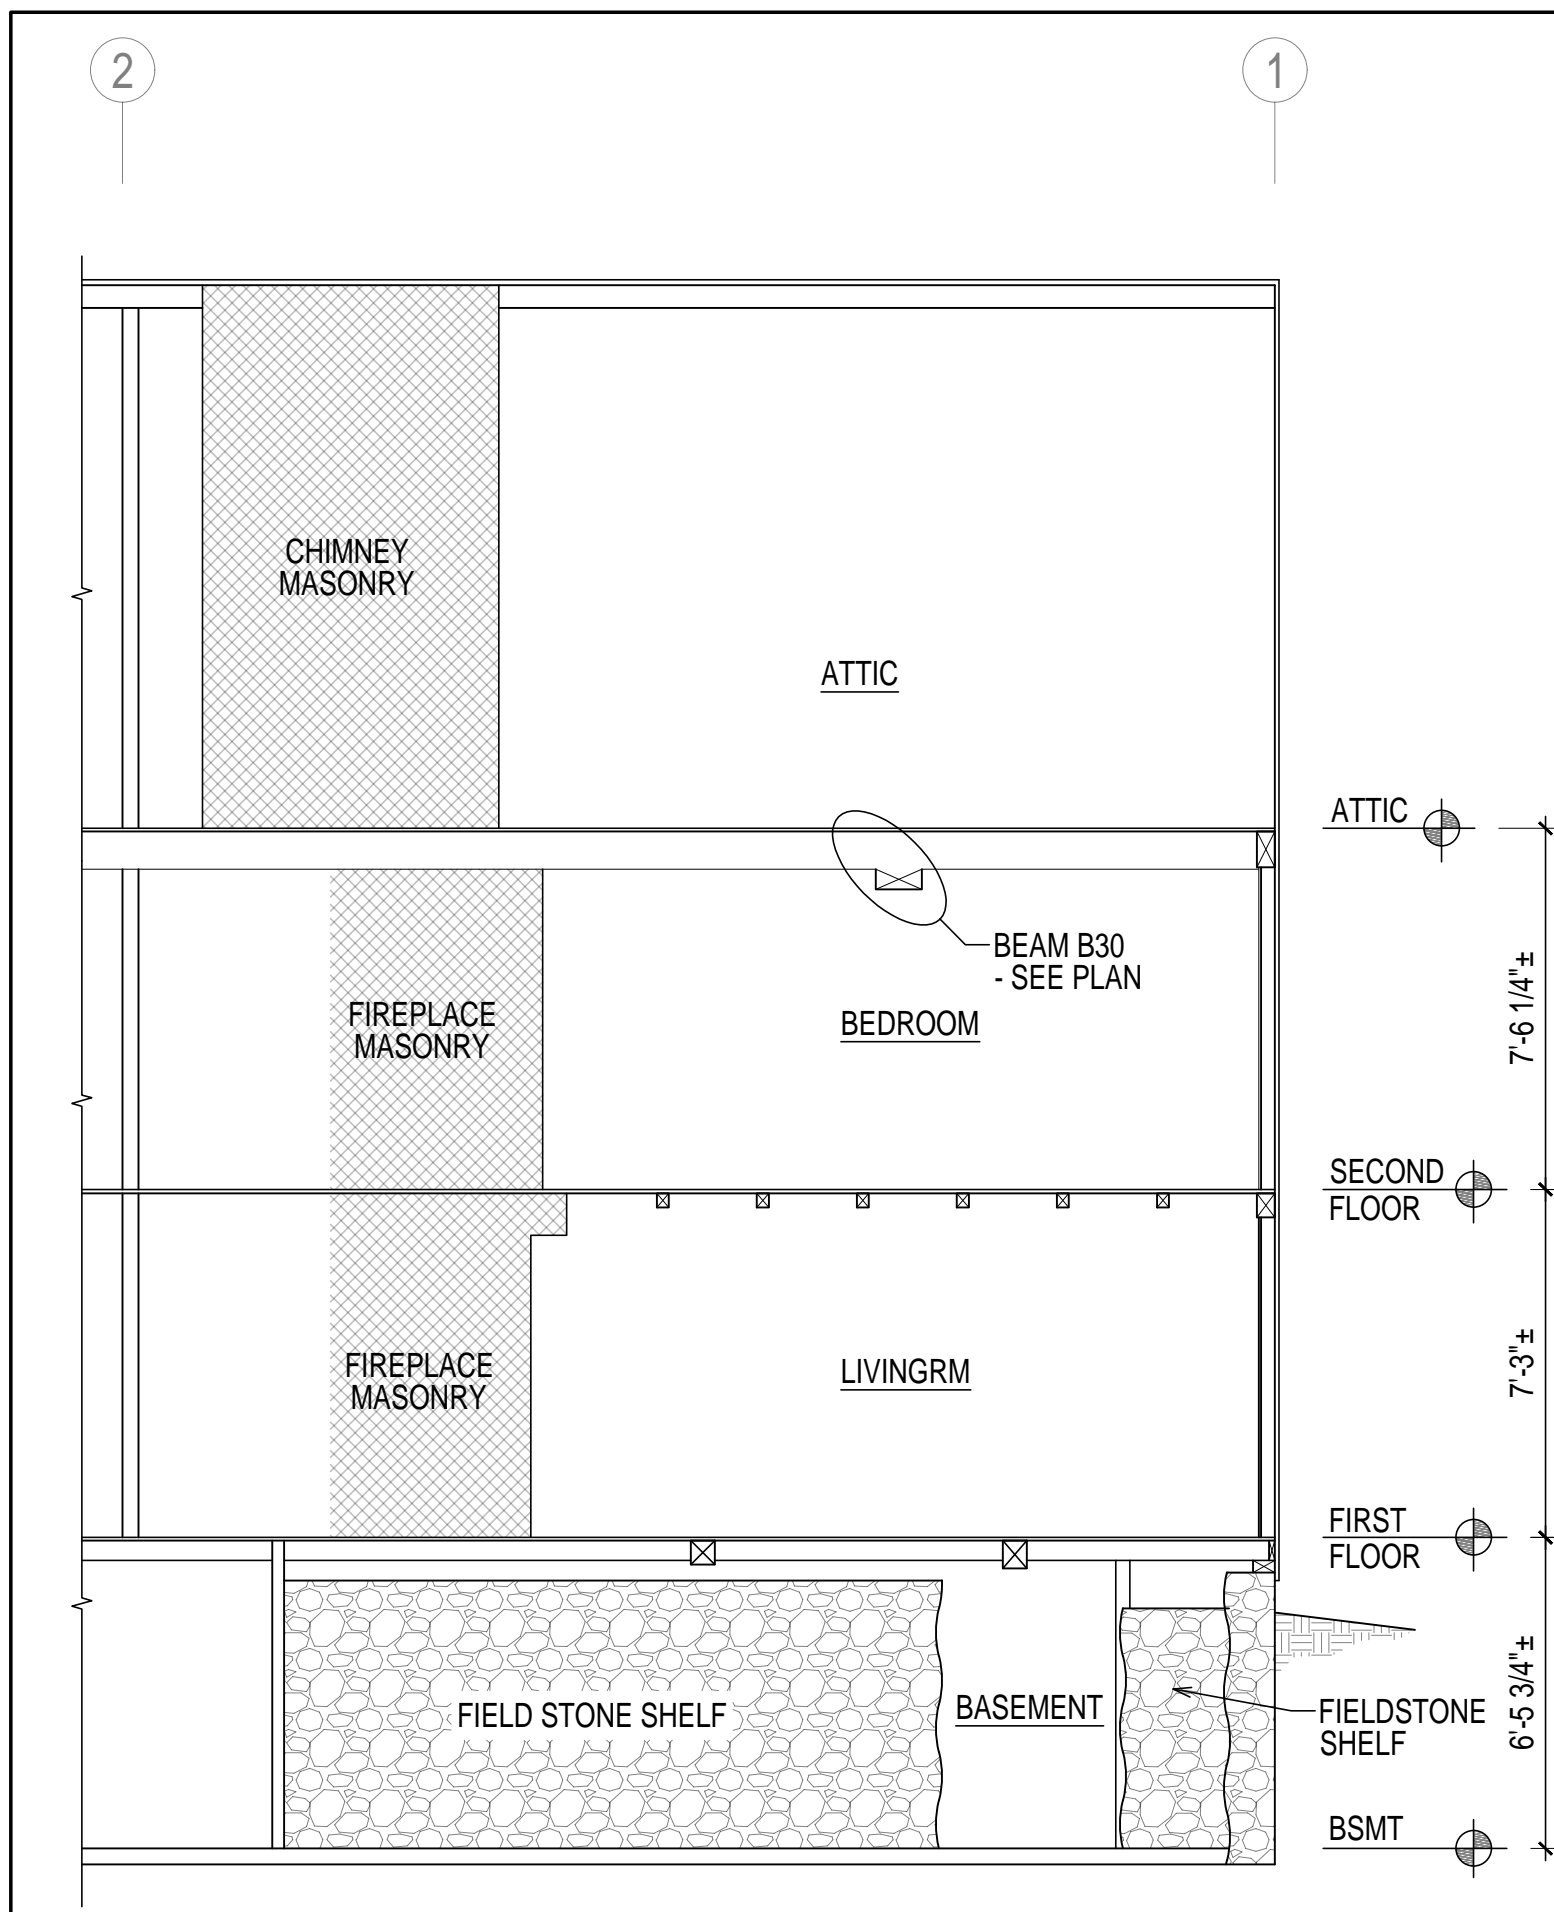 2
1
CHIMNEY
MASONRY
ATTIC
ATTIC
BEAM B30
- SEE PLAN
7'-6 1/4"±
FIREPLACE
MASONRY
BEDROOM
SECOND
FLOOR
7'-3"±
FIREPLACE
MASONRY
LIVINGRM
FIRST
FLOOR
6'-5 3/4"±
FIELD STONE SHELF
BASEMENT
FIELDSTONE
SHELF
BSMT